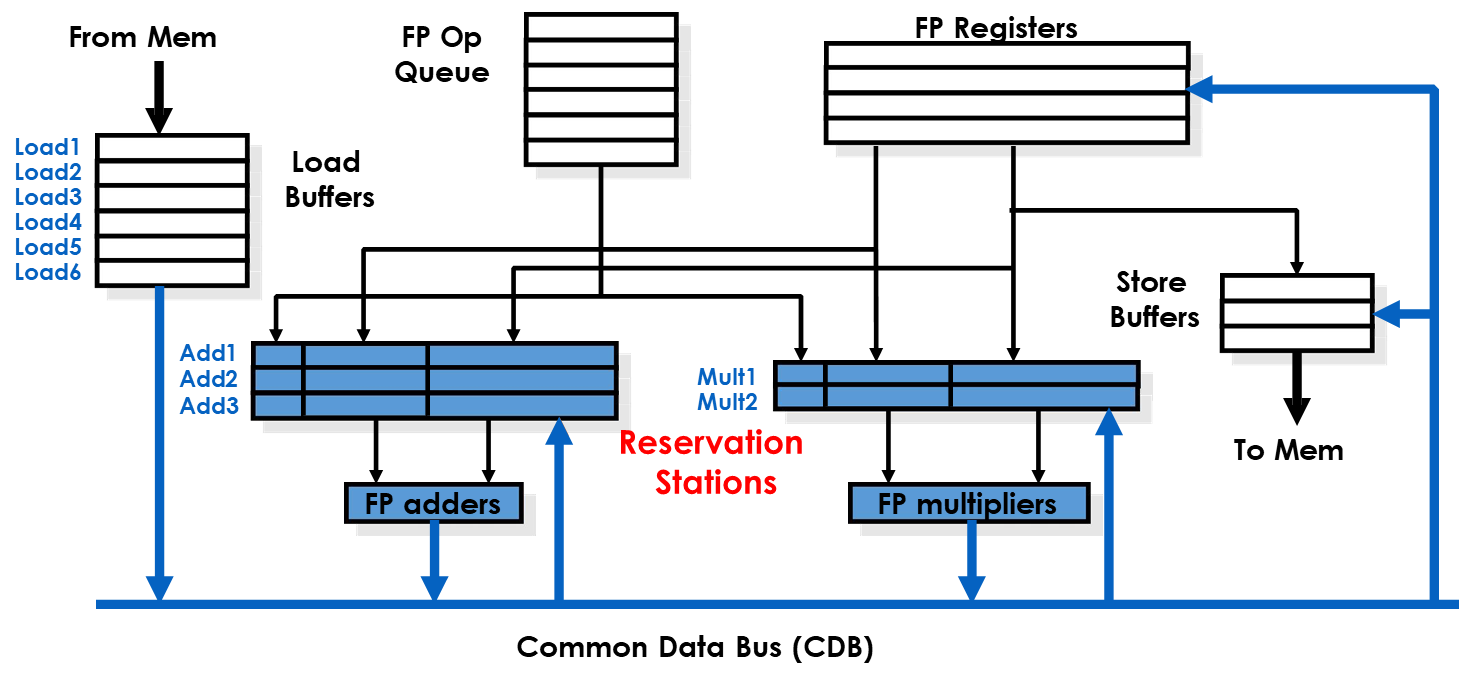 From Mem
FP Op
Queue
FP Registers
Load1
Load2
Load3
Load4
Load5
Load6
Load
Buffers
Store
Buffers
Add1
Add2
Add3
Mult1
Mult2
Reservation
Stations
To Mem
FP adders
FP multipliers
Common Data Bus (CDB)